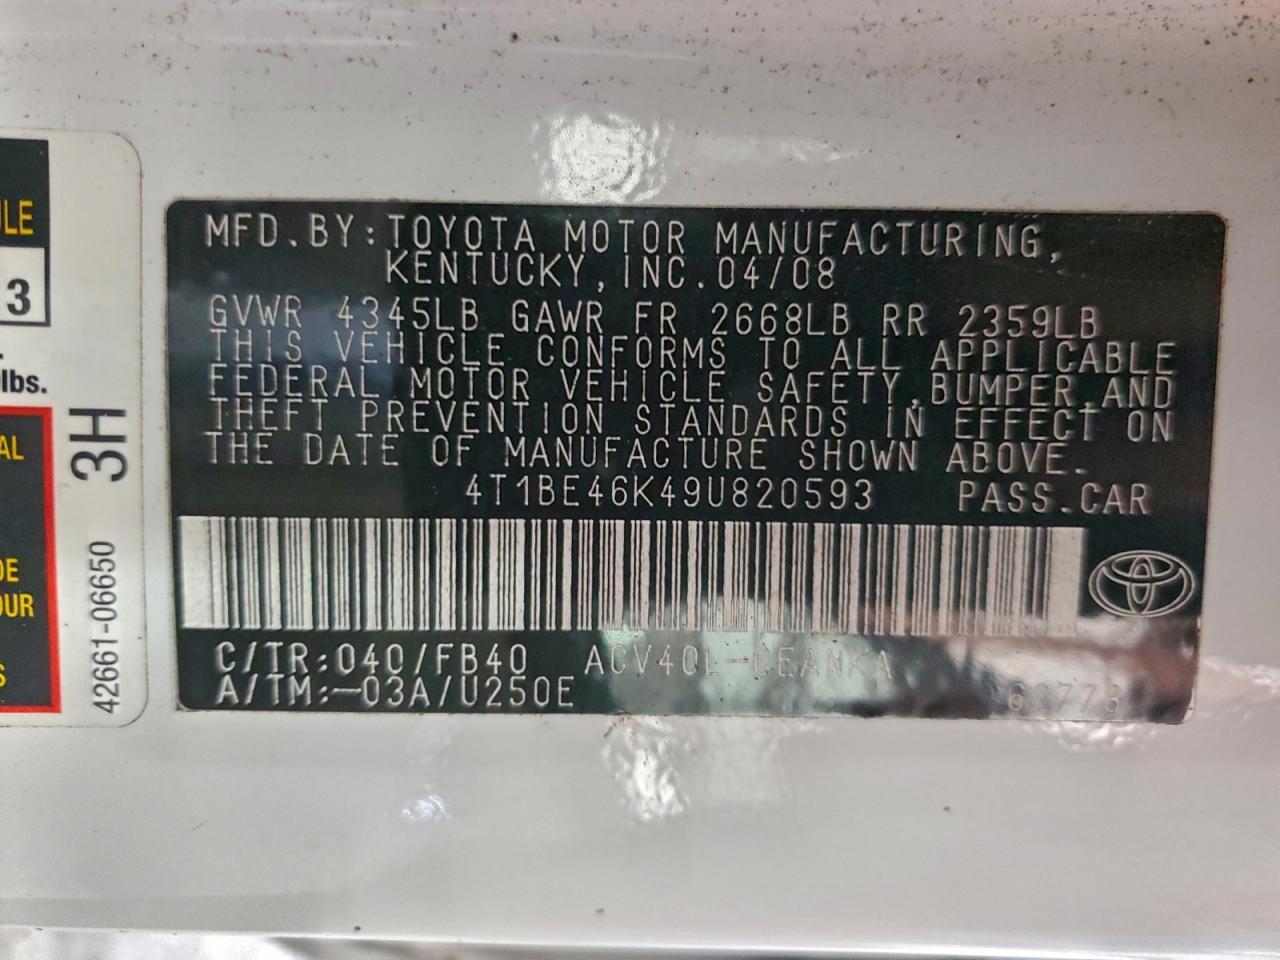 ULE
3
lbs.
AL
DE
OUR
S
3H
42661-06650
MFD.BY:TOYOTA MOTOR MANUFACTURING,
KENTUCKY,INC.04/08
GVWR 4345LB GAWR FR 2668LB RR 2359LB
THIS VEHICLE CONFORMS TO ALL APPLICABLE
FEDERAL MOTOR VEHICLE SAFETY,BUMPER,AND
THEFT PREVENTION STANDARDS IN EFFECT ON
THE DATE OF MANUFACTURE SHOWN ABOVE.
4T1BE46K49U820593 PASS.CAR
C/TR:040/FB40 ACV40L-CEANKA
A/TM:-03A/U250E